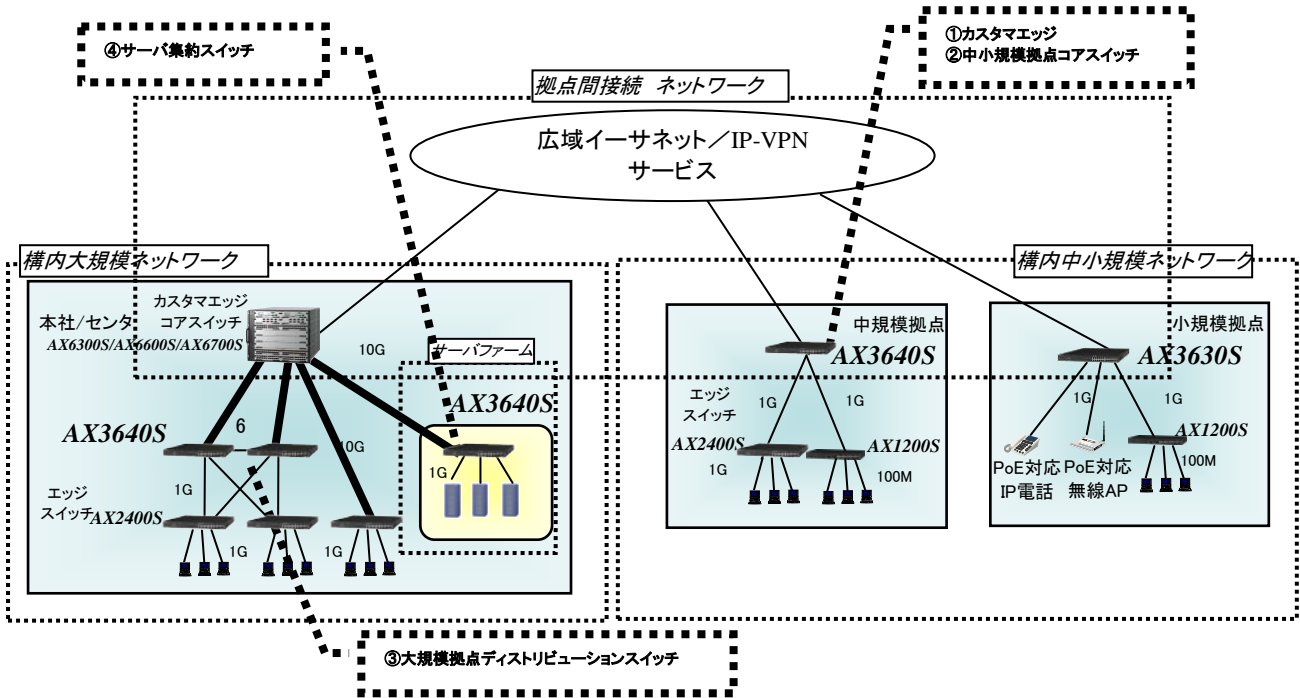 ④サーバ集約スイッチ
①カスタマエッジ
②中小規模拠点コアスイッチ
拠点間接続 ネットワーク
広域イーサネット／IP-VPN
サービス
構内大規模ネットワーク
構内中小規模ネットワーク
カスタマエッジ
コアスイッチ
本社/センタ
AX6300S/AX6600S/AX6700S
10G
サーバファーム
AX3640S
AX3640S
6
10G
1G
1G
エッジ
スイッチ
AX2400S
1G
1G
中規模拠点
AX3640S
エッジ
スイッチ
1G
1G
AX2400S
AX1200S
1G
100M
小規模拠点
AX3630S
1G
1G
AX1200S
100M
PoE対応
IP電話
PoE対応
無線AP
③大規模拠点ディストリビューションスイッチ